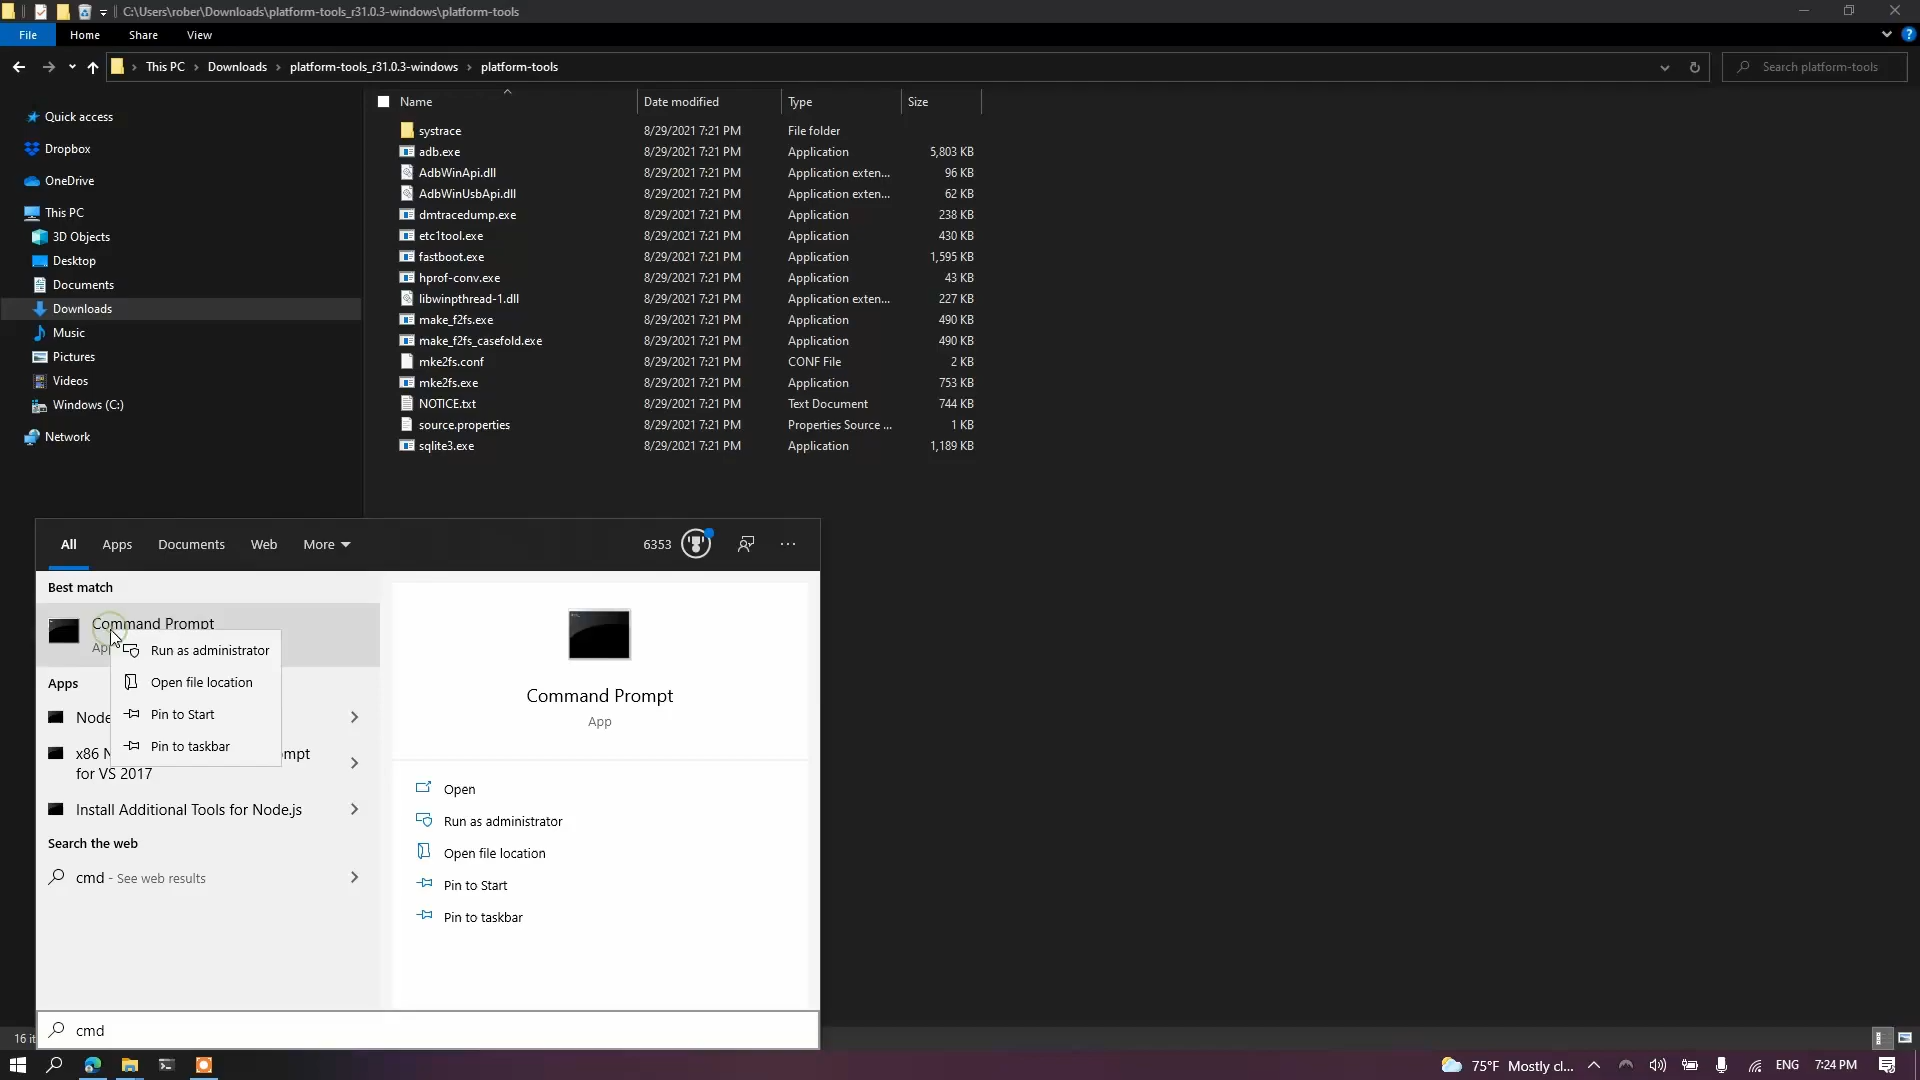 C:\Users\rober\Downloads\platform-tools_r31.0.3-windows\platform-tools
File Home Share View
This PC Downloads platform-tools_r31.0.3-windows platform-tools
Search platform-tools
Quick access
Dropbox
OneDrive
This PC
3D Objects
Desktop
Documents
Downloads
Music
Pictures
Videos
Windows (C:)
Network
Name Date modified Type Size
systrace 8/29/2021 7:21 PM File folder
adb.exe 8/29/2021 7:21 PM Application 5,803 KB
AdbWinApi.dll 8/29/2021 7:21 PM Application exten... 96 KB
AdbWinUsbApi.dll 8/29/2021 7:21 PM Application exten... 62 KB
dmtracedump.exe 8/29/2021 7:21 PM Application 238 KB
etc1tool.exe 8/29/2021 7:21 PM Application 430 KB
fastboot.exe 8/29/2021 7:21 PM Application 1,595 KB
hprof-conv.exe 8/29/2021 7:21 PM Application 43 KB
libwinpthread-1.dll 8/29/2021 7:21 PM Application exten... 227 KB
make_f2fs.exe 8/29/2021 7:21 PM Application 490 KB
make_f2fs_casefold.exe 8/29/2021 7:21 PM Application 490 KB
mke2fs.conf 8/29/2021 7:21 PM CONF File 2 KB
mke2fs.exe 8/29/2021 7:21 PM Application 753 KB
NOTICE.txt 8/29/2021 7:21 PM Text Document 744 KB
source.properties 8/29/2021 7:21 PM Properties Source ... 1 KB
sqlite3.exe 8/29/2021 7:21 PM Application 1,189 KB
All Apps Documents Web More 6353 ...
Best match
Command Prompt
Ap
Run as administrator
Open file location
Pin to Start
Pin to taskbar
Apps
Node
x86 N mpt
for VS 2017
Install Additional Tools for Node.js
Search the web
cmd - See web results
Command Prompt
App
Open
Run as administrator
Open file location
Pin to Start
Pin to taskbar
cmd
16 it
75°F Mostly cl... ENG 7:24 PM